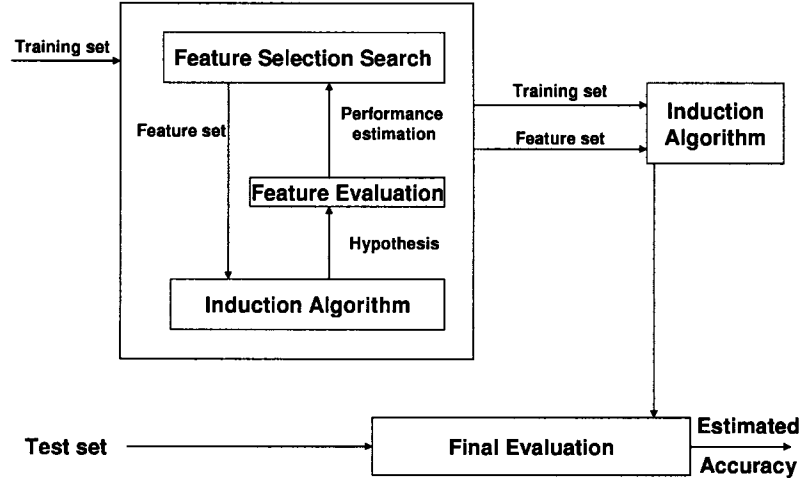 Training set
Feature Selection Search
Feature set
Performance
estimation
Feature Evaluation
Hypothesis
Induction Algorithm
Training set
Feature set
Induction
Algorithm
Test set
Final Evaluation
Estimated
Accuracy